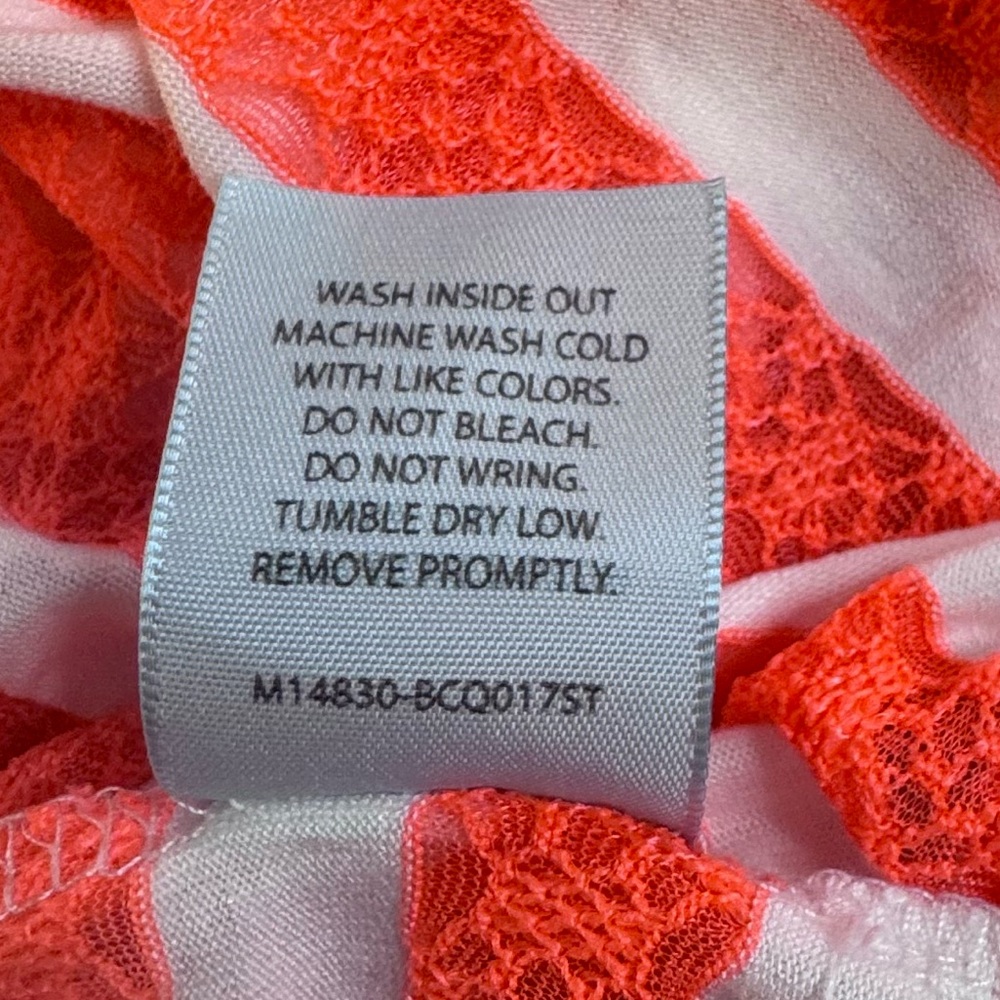 WASH INSIDE OUT
MACHINE WASH COLD
WITH LIKE COLORS.
DO NOT BLEACH.
DO NOT WRING.
TUMBLE DRY LOW.
REMOVE PROMPTLY.
M14830-BCQ017ST